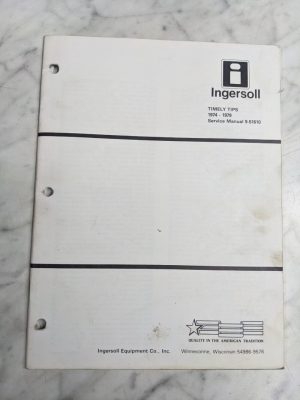 i
Ingersoll
TIMELY TIPS
1974 - 1979
Service Manual 9-51610
QUALITY IN THE AMERICAN TRADITION
Ingersoll Equipment Co., Inc. Winneconne, Wisconsin 54986-9576